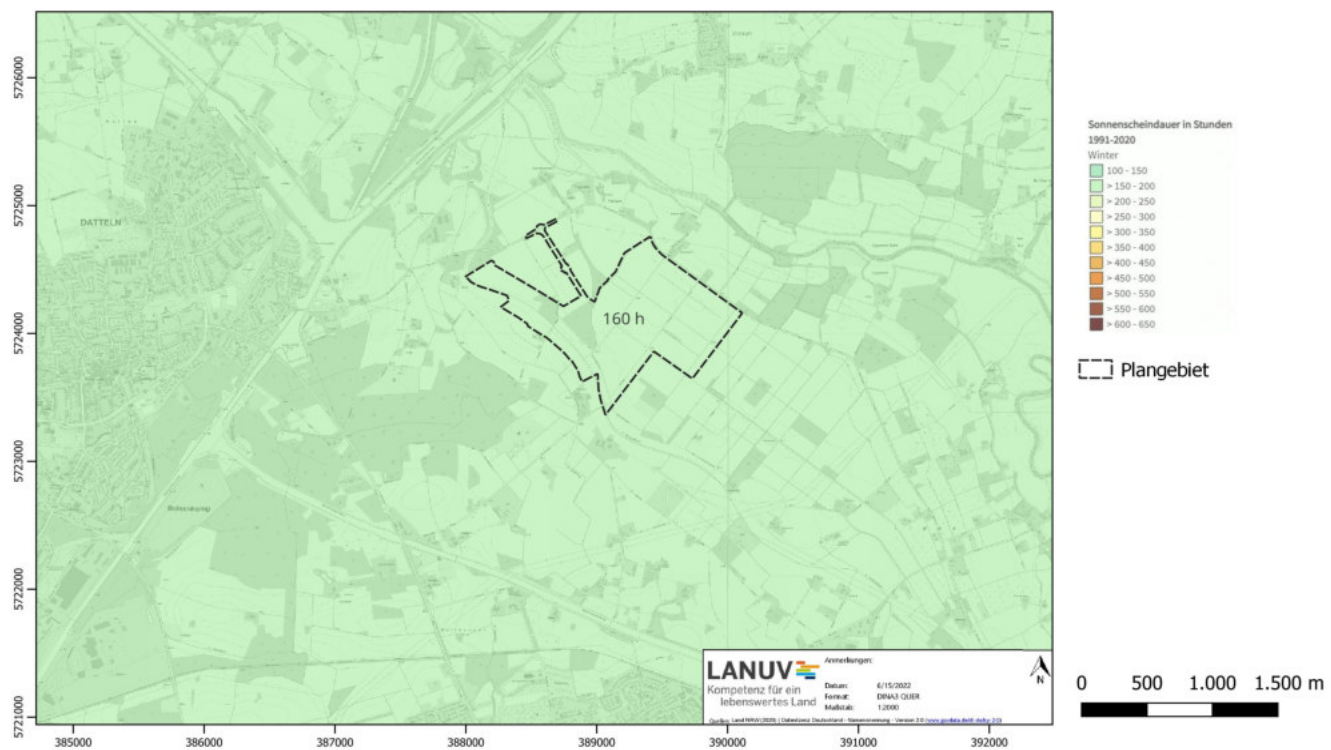 5726000
5725000
5724000
5723000
5722000
5721000
DATTELN
160 h
Sonnenscheindauer in Stunden
1991-2020
Winter
100 - 150
> 150 - 200
> 200 - 250
> 250 - 300
> 300 - 350
> 350 - 400
> 400 - 450
> 450 - 500
> 500 - 550
> 550 - 600
> 600 - 650
Plangebiet
LANUV
Kompetenz für ein
lebenswertes Land
Anmerkungen:
Datum: 6/15/2022
Format: DINA3 QUER
Maßstab: 12000
N
0 500 1.000 1.500 m
385000 386000 387000 388000 389000 390000 391000 392000